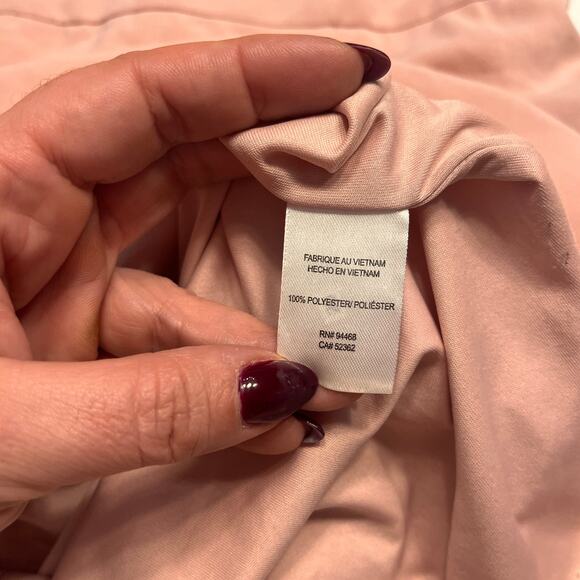 FABRIQUE AU VIETNAM
HECHO EN VIETNAM
100% POLYESTER/ POLIÉSTER
RN# 94468
CA# 52362